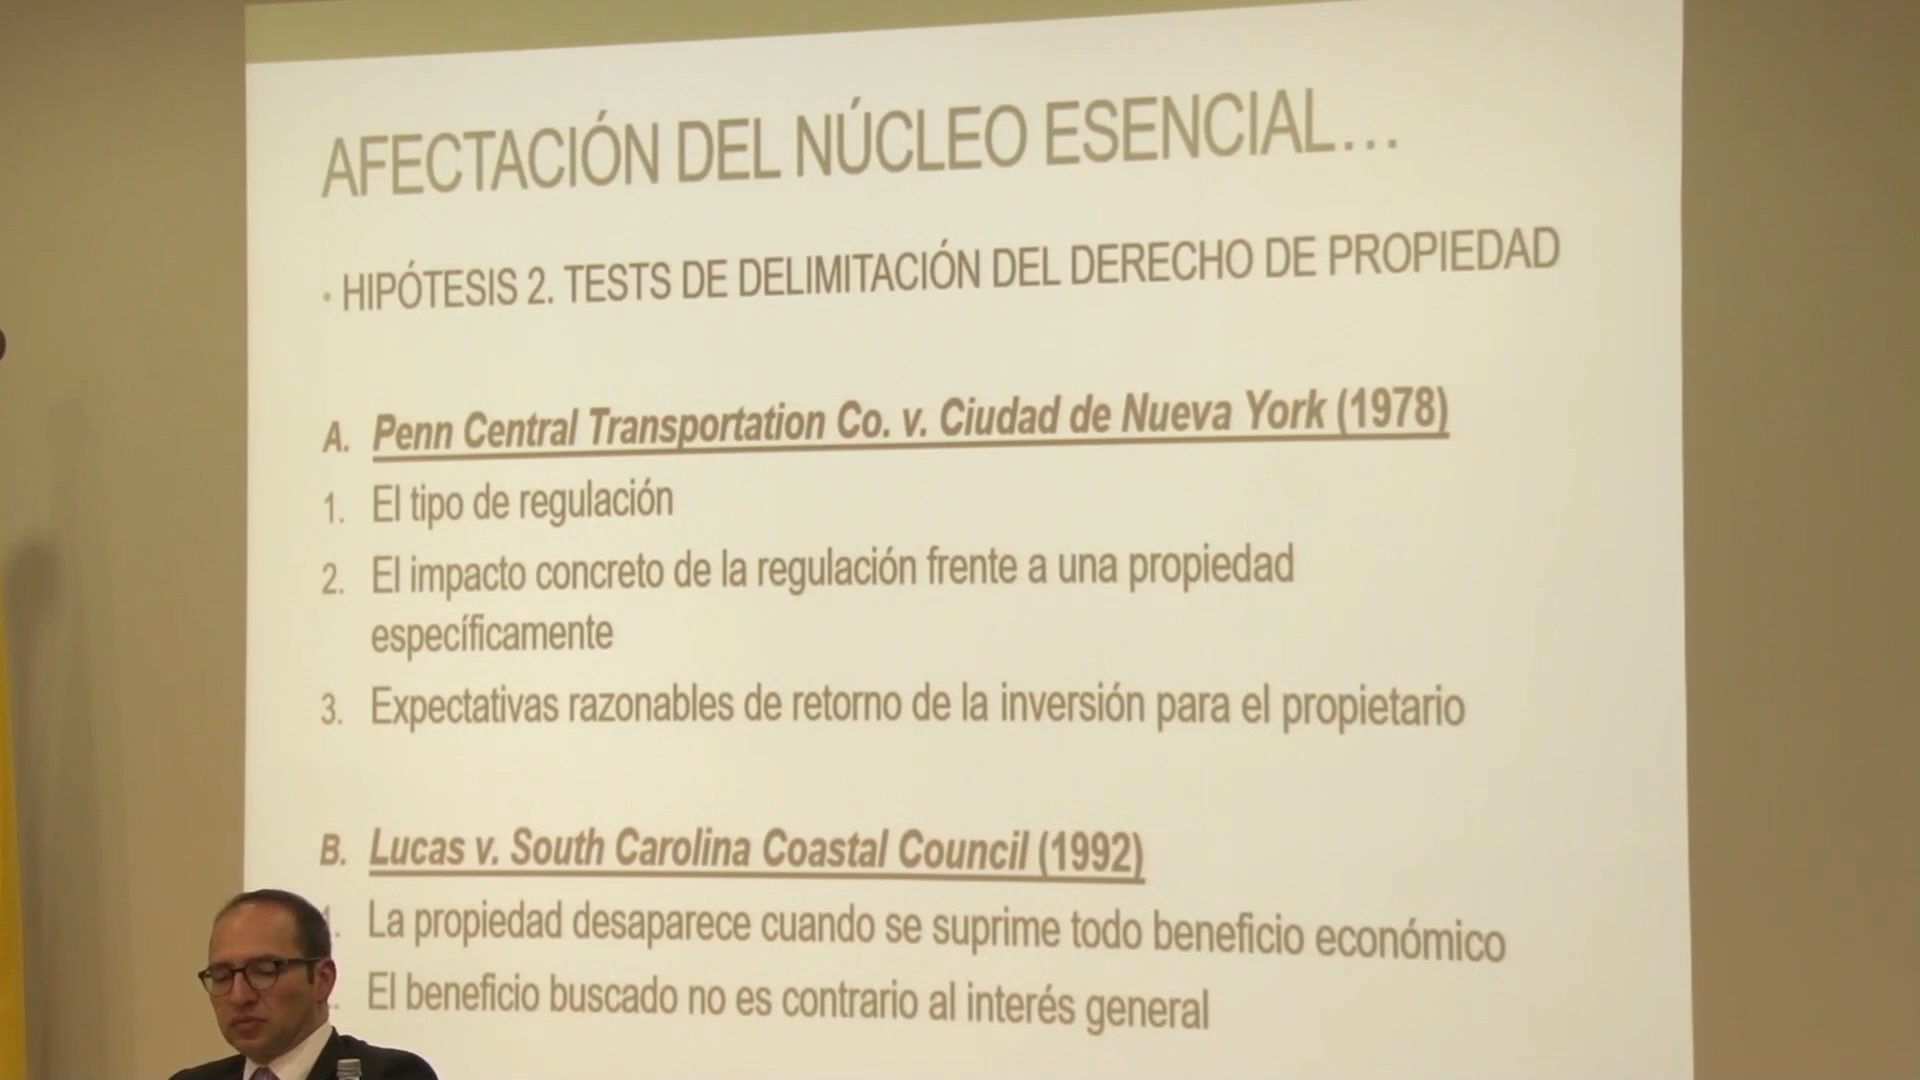 AFECTACIÓN DEL NÚCLEO ESENCIAL…
· HIPÓTESIS 2. TESTS DE DELIMITACIÓN DEL DERECHO DE PROPIEDAD
A. Penn Central Transportation Co. v. Ciudad de Nueva York (1978)
1. El tipo de regulación
2. El impacto concreto de la regulación frente a una propiedad
específicamente
3. Expectativas razonables de retorno de la inversión para el propietario
B. Lucas v. South Carolina Coastal Council (1992)
La propiedad desaparece cuando se suprime todo beneficio económico
El beneficio buscado no es contrario al interés general